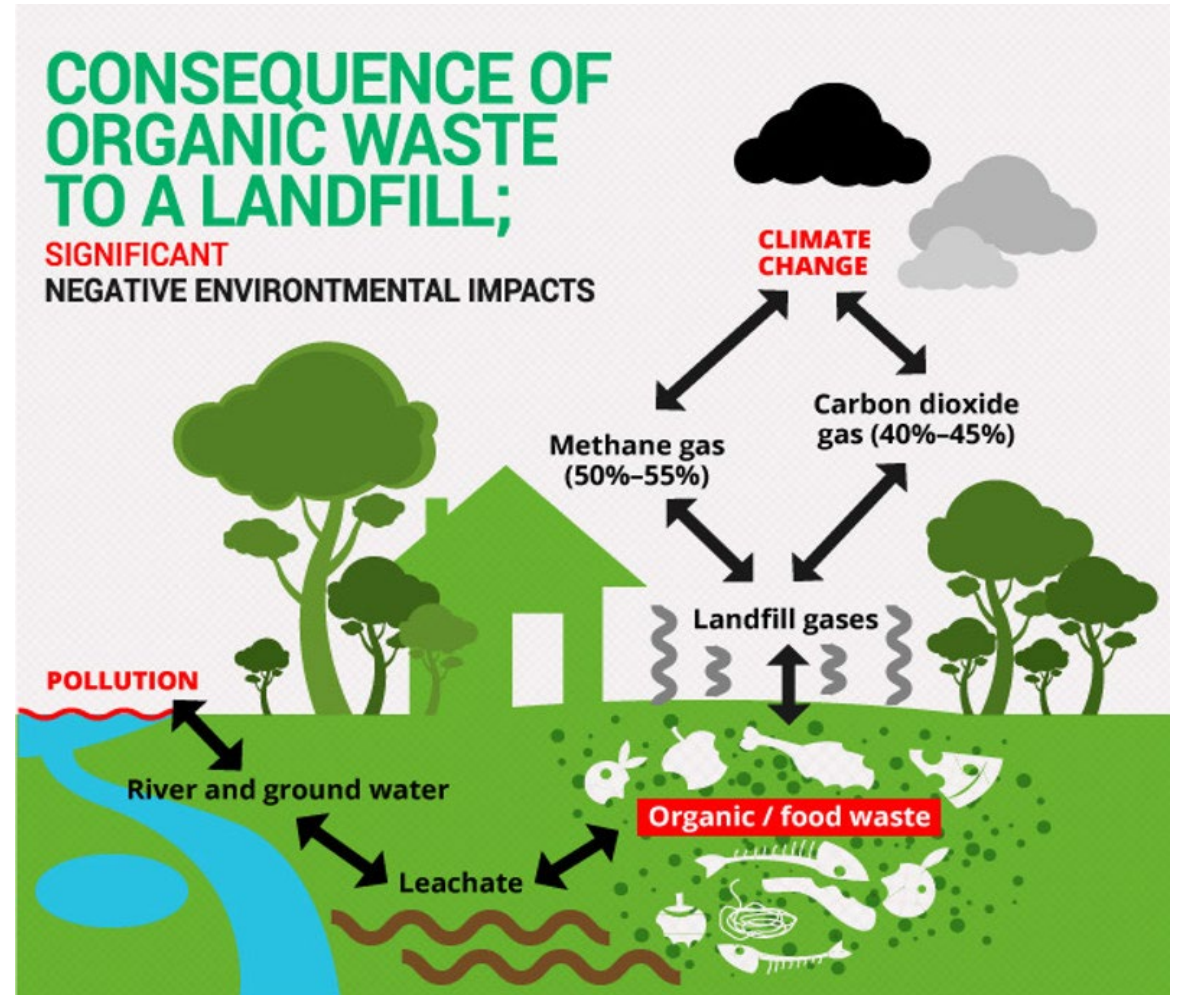 CONSEQUENCE OF
ORGANIC WASTE
TO A LANDFILL;
SIGNIFICANT
NEGATIVE ENVIRONTMENTAL IMPACTS
CLIMATE
CHANGE
Carbon dioxide
gas (40%–45%)
Methane gas
(50%–55%)
Landfill gases
POLLUTION
River and ground water
Organic / food waste
Leachate